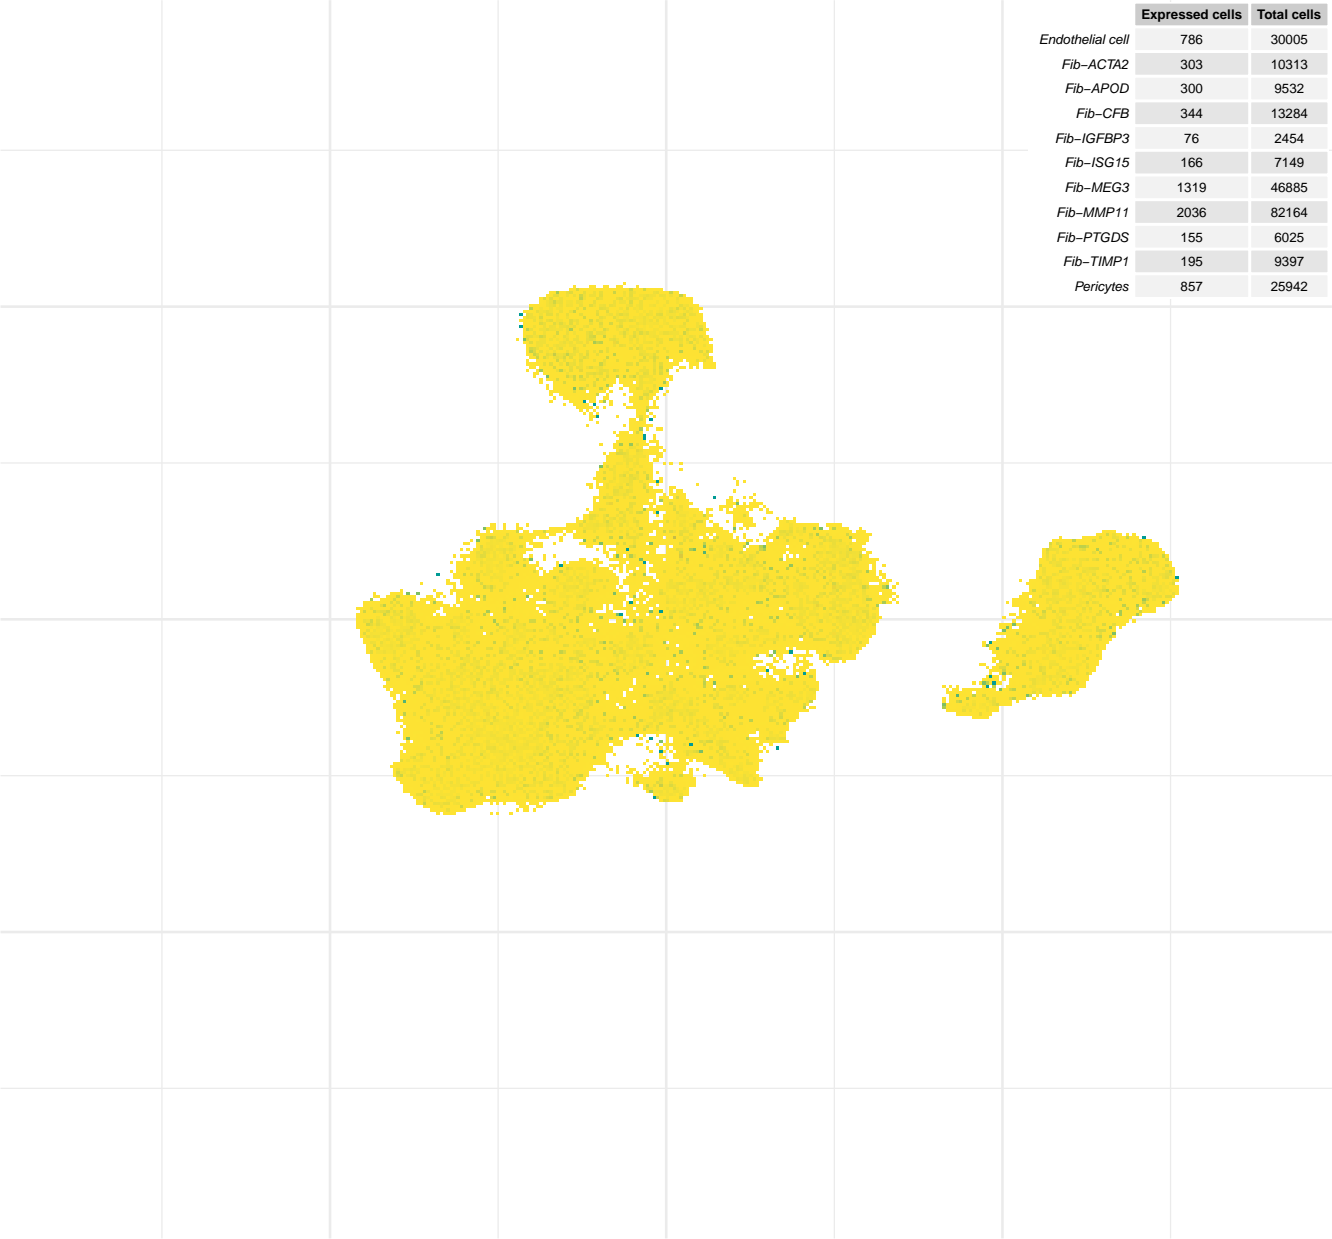 Expressed cells Total cells
Endothelial cell 786 30005
Fib−ACTA2 303 10313
Fib−APOD 300 9532
Fib−CFB 344 13284
Fib−IGFBP3 76 2454
Fib−ISG15 166 7149
Fib−MEG3 1319 46885
Fib−MMP11 2036 82164
Fib−PTGDS 155 6025
Fib−TIMP1 195 9397
Pericytes 857 25942